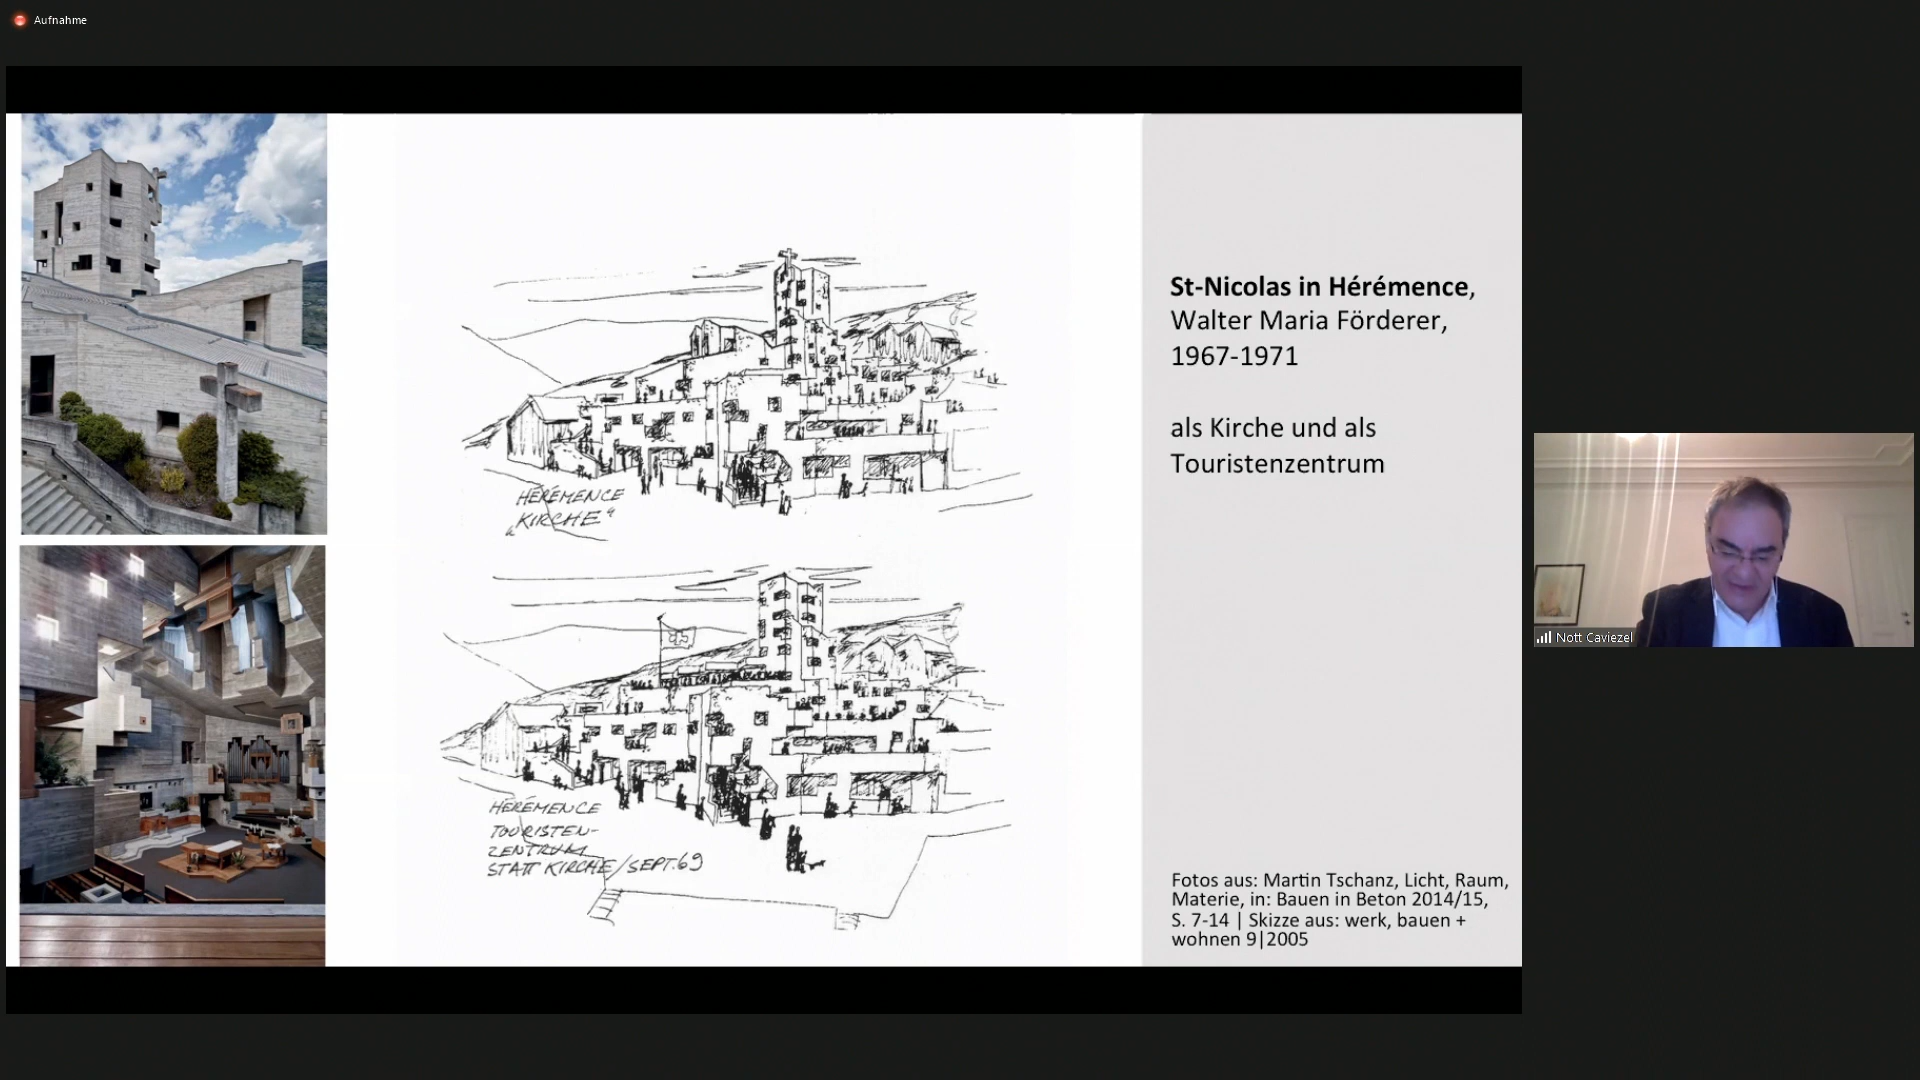 Aufnahme
HÉRÉMENCE
„KIRCHE"
HÉRÉMENCE
TOURISTEN-
ZENTRUM
STATT KIRCHE/SEPT.69
St-Nicolas in Hérémence,
Walter Maria Förderer,
1967-1971
als Kirche und als
Touristenzentrum
Fotos aus: Martin Tschanz, Licht, Raum,
Materie, in: Bauen in Beton 2014/15,
S. 7-14 | Skizze aus: werk, bauen +
wohnen 9|2005
Nott Caviezel